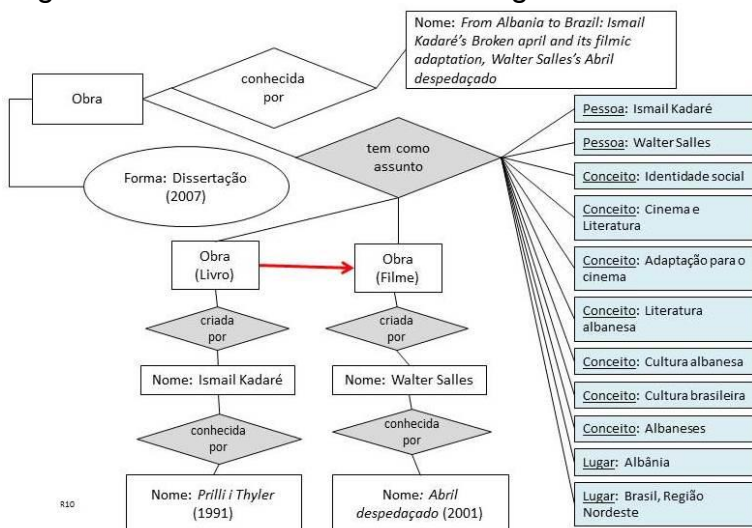 Nome: From Albania to Brazil: Ismail
Kadaré's Broken april and its filmic
adaptation, Walter Salles's Abril
despedaçado
conhecida
por
Obra
tem como
assunto
Forma: Dissertação
(2007)
Pessoa: Ismail Kadaré
Pessoa: Walter Salles
Conceito: Identidade social
Conceito: Cinema e
Literatura
Conceito: Adaptação para o
cinema
Conceito: Literatura
albanesa
Conceito: Cultura albanesa
Conceito: Cultura brasileira
Conceito: Albaneses
Lugar: Albânia
Lugar: Brasil, Região
Nordeste
Obra
(Livro)
Obra
(Filme)
criada
por
criada
por
Nome: Ismail Kadaré
Nome: Walter Salles
conhecida
por
conhecida
por
Nome: Prilli i Thyler
(1991)
Nome: Abril
despedaçado (2001)
R10